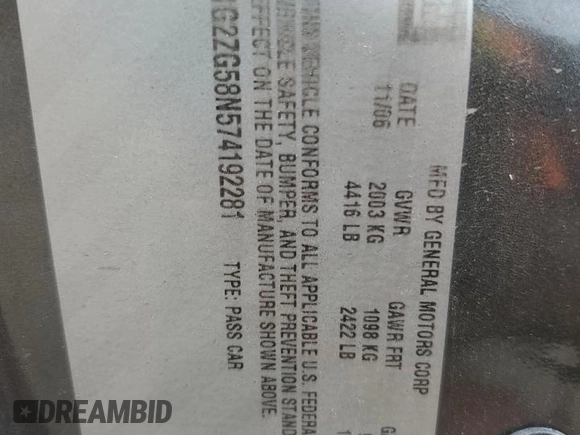 MFD BY GENERAL MOTORS CORP
DATE GVWR GAWR FRT
11/06 2003 KG 1098 KG
4416 LB 2422 LB
VEHICLE CONFORMS TO ALL APPLICABLE U.S. FEDERA
SAFETY, BUMPER, AND THEFT PREVENTION STAND
EFFECT ON THE DATE OF MANUFACTURE SHOWN ABOVE.
1G2ZG58N574192281 TYPE: PASS CAR
DREAMBID